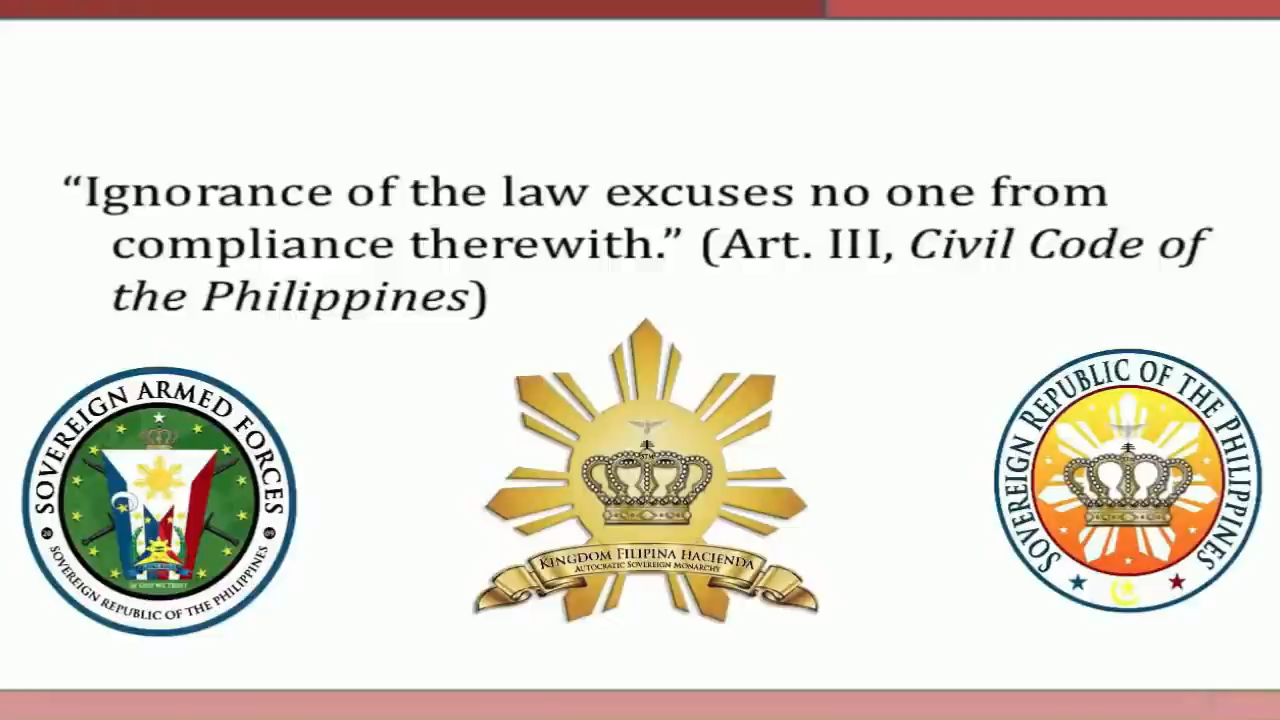 “Ignorance of the law excuses no one from
compliance therewith.” (Art. III, Civil Code of
the Philippines)
SOVEREIGN ARMED FORCES
SOVEREIGN REPUBLIC OF THE PHILIPPINES
KINGDOM FILIPINA HACIENDA
AUTOCRATIC SOVEREIGN MONARCHY
SOVEREIGN REPUBLIC OF THE PHILIPPINES